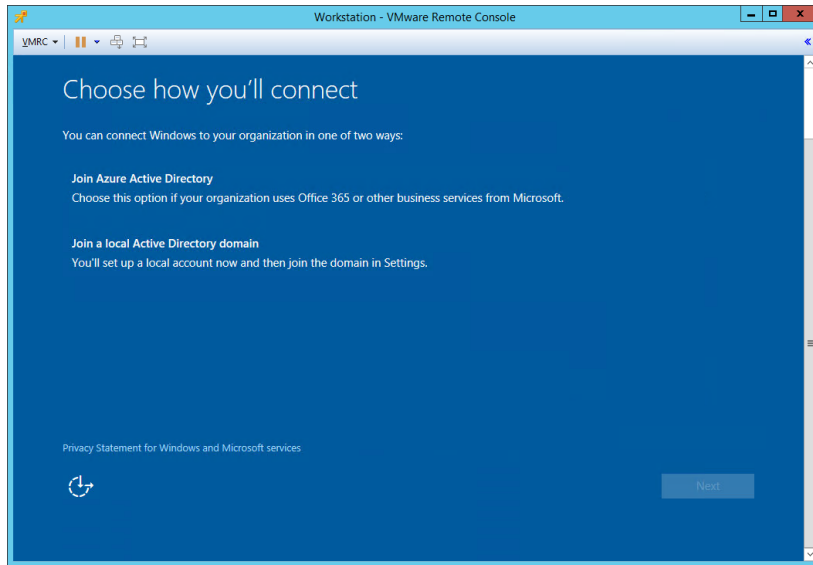 Workstation - VMware Remote Console
VMRC
Choose how you'll connect
You can connect Windows to your organization in one of two ways:
Join Azure Active Directory
Choose this option if your organization uses Office 365 or other business services from Microsoft.
Join a local Active Directory domain
You'll set up a local account now and then join the domain in Settings.
Privacy Statement for Windows and Microsoft services
Next